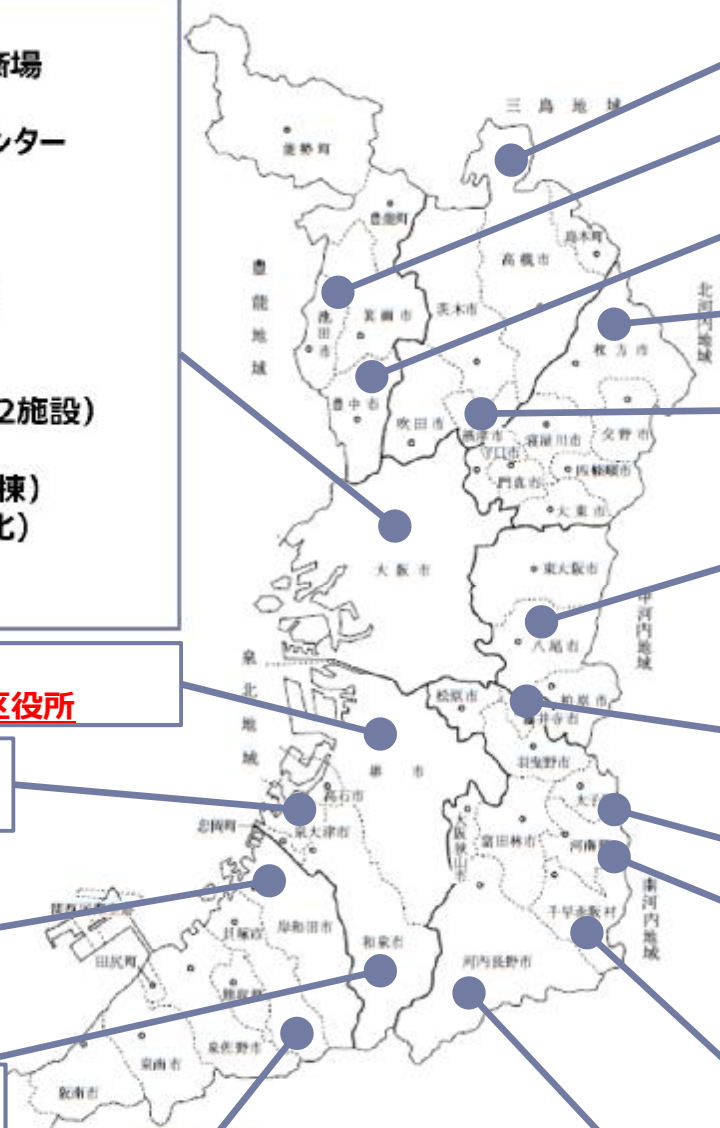 斎場
ンター
2施設）
棟）
化）
区役所
三島地域
能勢町
豊能町
島本町
高槻市
豊能地域
北河内地域
池田市
箕面市
茨木市
枚方市
豊中市
吹田市
摂津市
寝屋川市
交野市
守口市
四條畷市
門真市
大東市
大阪市
東大阪市
中河内地域
八尾市
泉北地域
松原市
柏原市
井寺市
羽曳野市
堺市
高石市
太子
忠岡町
泉大津市
大阪狭山市
富田林市
河南
南河内地域
千早赤阪村
岸和田市
貝塚市
和泉市
河内長野市
田尻町
熊取町
泉佐野市
泉南市
阪南市